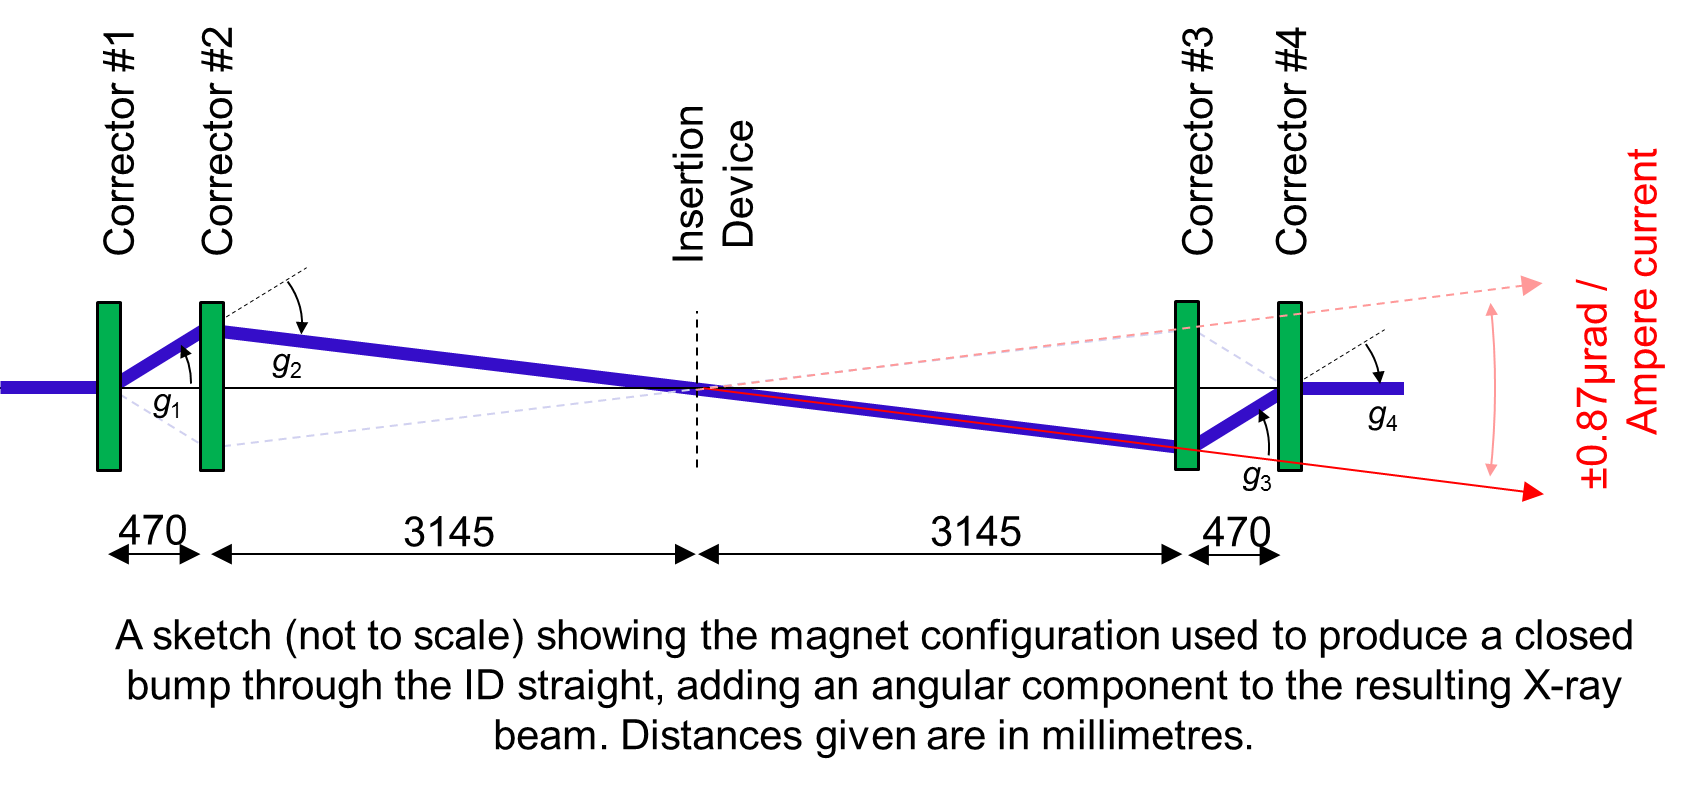 Corrector #1
Corrector #2
Insertion
Device
Corrector #3
Corrector #4
±0.87μrad /
Ampere current
g1
g2
g3
g4
470
3145
3145
470
A sketch (not to scale) showing the magnet configuration used to produce a closed
bump through the ID straight, adding an angular component to the resulting X-ray
beam. Distances given are in millimetres.